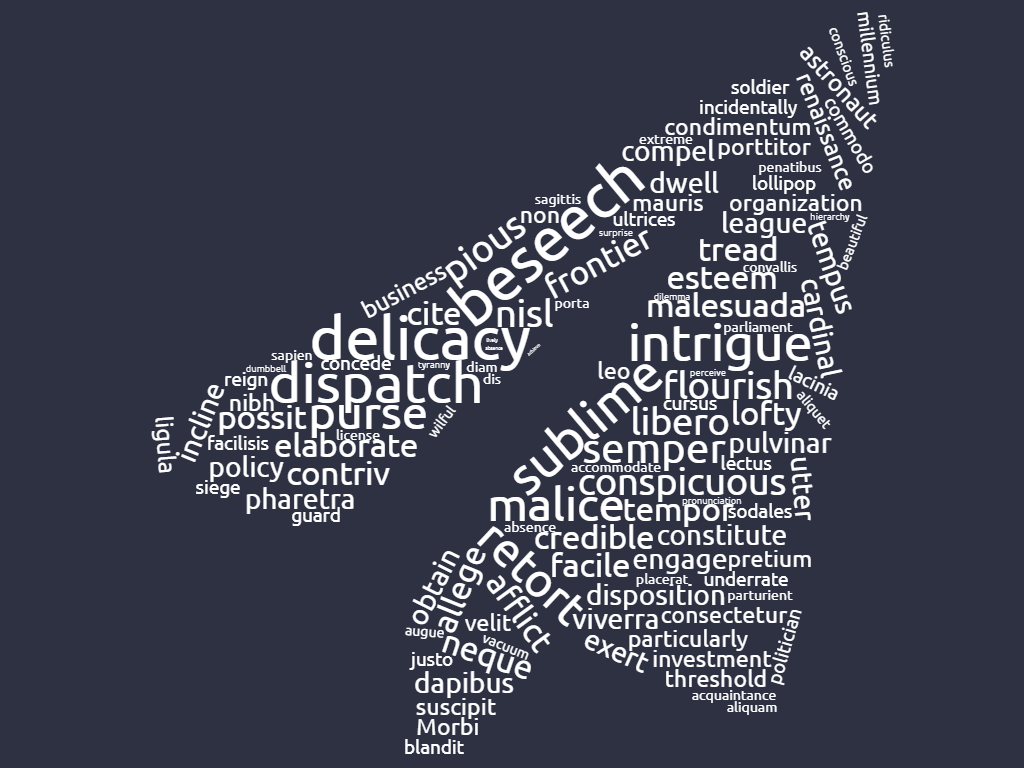 ridiculus
millennium
conscious
astronaut
renaissance
commodo
soldier
incidentally
condimentum
extreme
compel
porttitor
penatibus
dwell
lollipop
sagittis
mauris
organization
non
ultrices
league
hierarchy
beseech
surprise
pious
frontier
tread
tempus
beautiful
convallis
business
esteem
cardinal
dilemma
malesuada
porta
cite
nisl
parliament
delicacy
lively
absence
intrigue
sapien
concede
tyranny
diam
dumbbell
reign
dispatch
dis
leo
perceive
flourish
lacinia
nibh
purse
wilful
sublime
cursus
aliquet
incline
possit
libero
lofty
ligula
facilisis
license
elaborate
semper
pulvinar
policy
contriv
accommodate
lectus
siege
conspicuous
utter
pharetra
malice
pronunciation
guard
tempor
sodales
absence
credible
constitute
retort
facile
engage
pretium
obtain
allege
afflict
placerat
underrate
disposition
parturient
velit
viverra
consectetur
augue
vacuum
exert
particularly
politician
neque
justo
investment
dapibus
threshold
suscipit
acquaintance
aliquam
Morbi
blandit